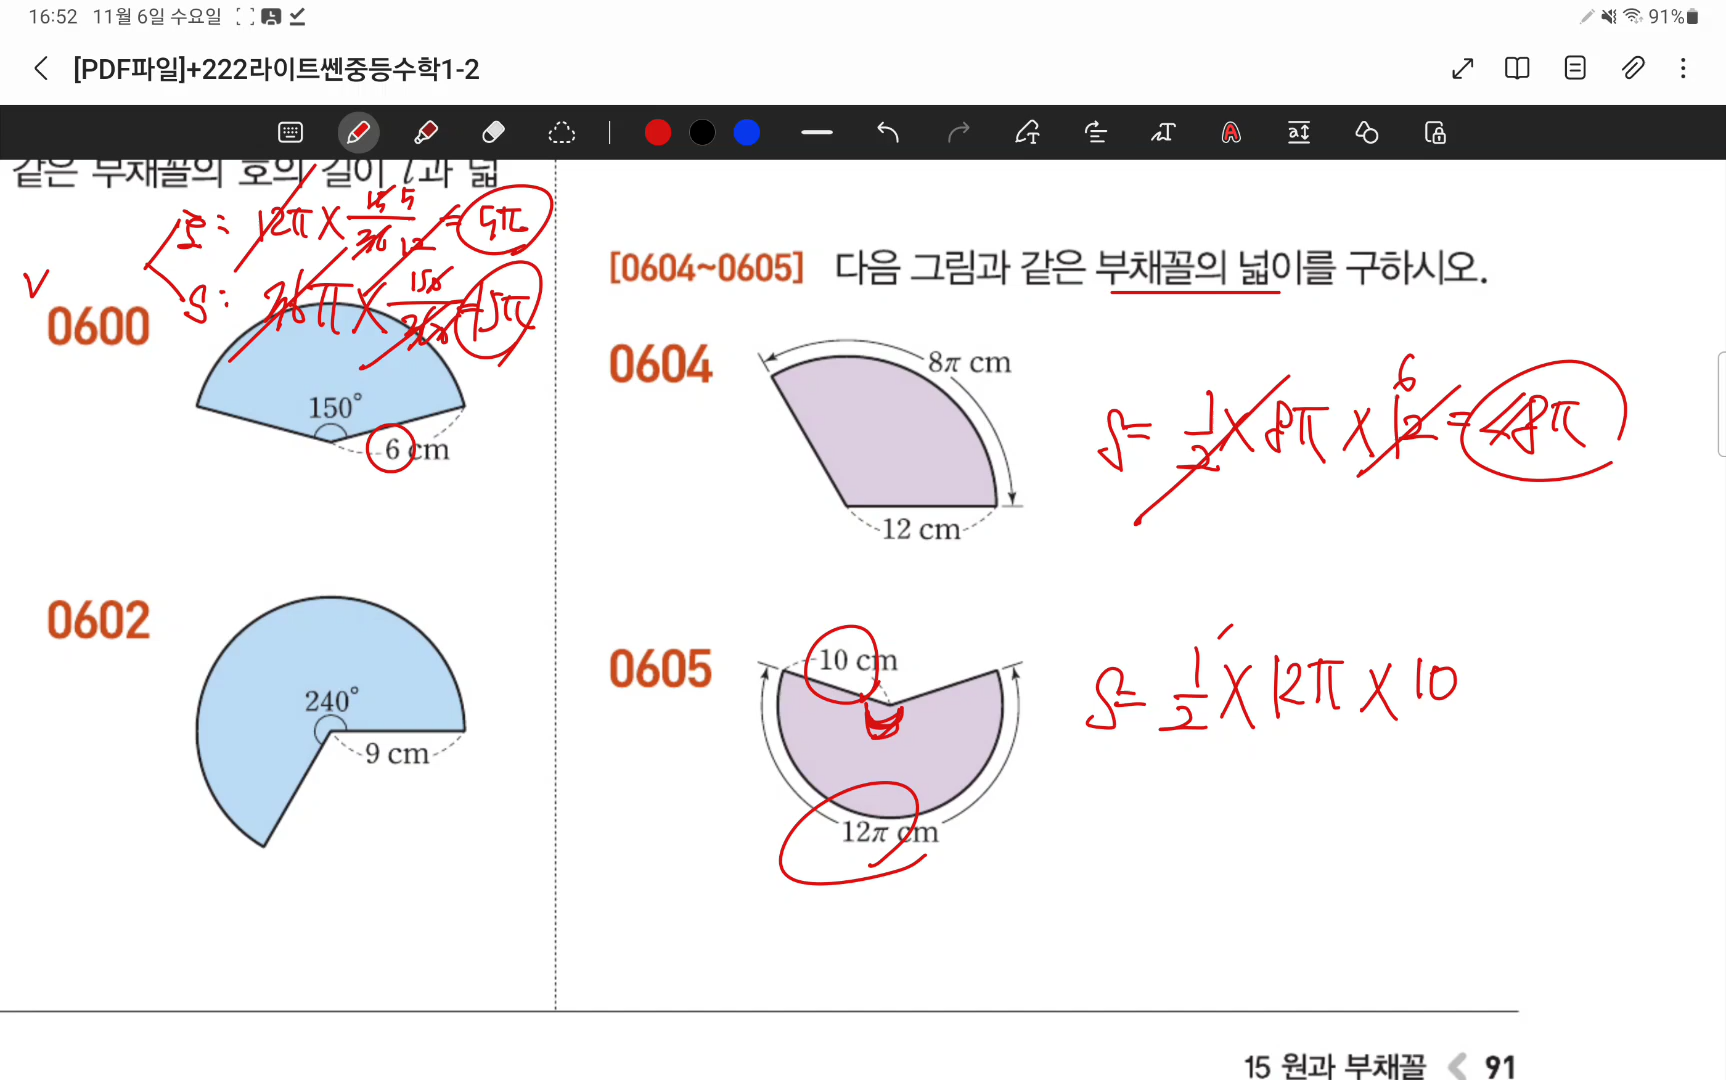 16:52 11월 6일 수요일 91%
[PDF파일]+222라이트쎈중등수학1-2
같은 부채꼴의 호의 길이 l과 넓
12π × 5 12 = 5π
S: 36π × 150 360 = 15π
0600
150°
6 cm
0602
240°
9 cm
[0604~0605] 다음 그림과 같은 부채꼴의 넓이를 구하시오.
0604
8π cm
12 cm
S = 1/2 × 8π × 12 6 = 48π
0605
10 cm
12π cm
S = 1/2 × 12π × 10
15 원과 부채꼴 < 91